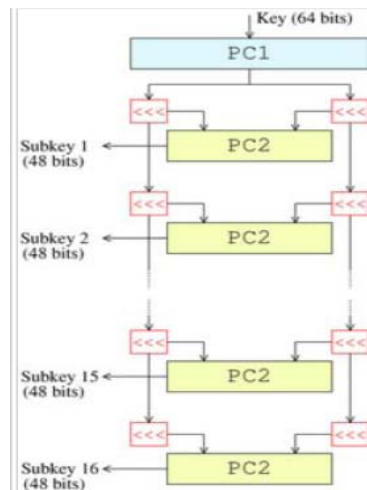 Key (64 bits)
PC1
<<< <<<
Subkey 1
(48 bits)
PC2
<<< <<<
Subkey 2
(48 bits)
PC2
<<< <<<
Subkey 15
(48 bits)
PC2
<<< <<<
Subkey 16
(48 bits)
PC2